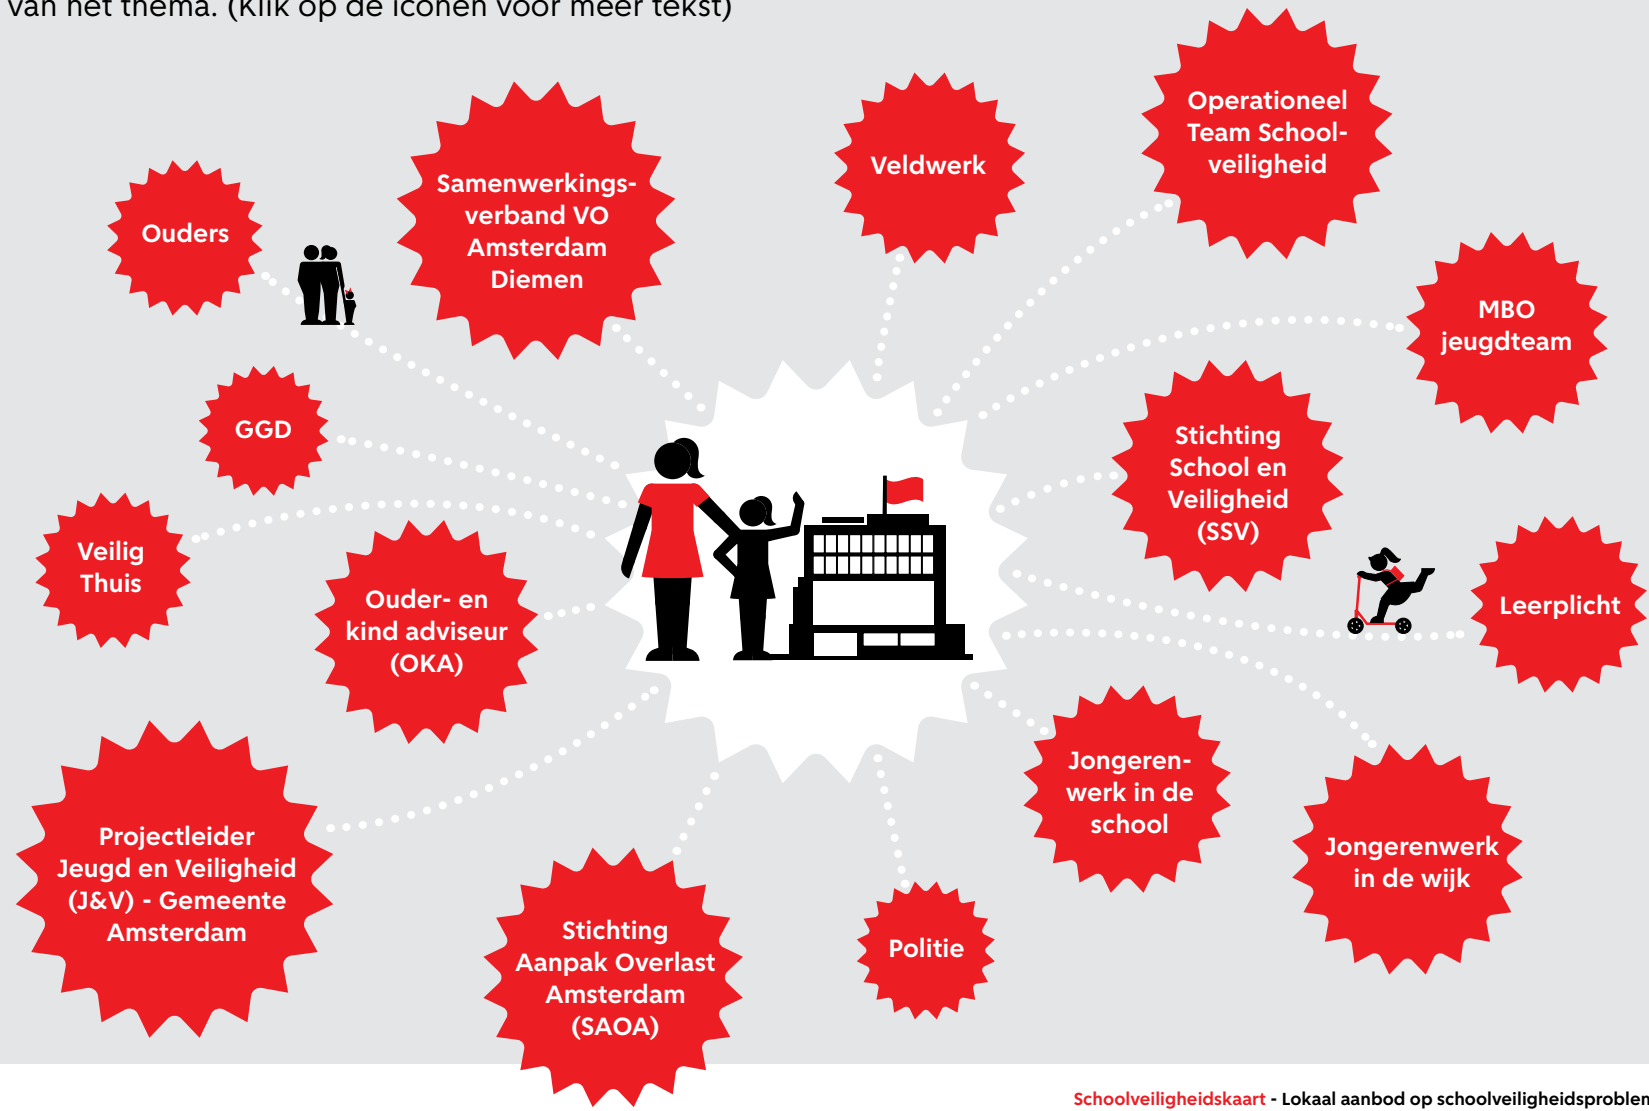 van het thema. (Klik op de iconen voor meer tekst)
Operationeel
Team School-
veiligheid
Veldwerk
Samenwerkings-
verband VO
Amsterdam
Diemen
Ouders
MBO
jeugdteam
GGD
Stichting
School en
Veiligheid
(SSV)
Veilig
Thuis
Ouder- en
kind adviseur
(OKA)
Leerplicht
Jongeren-
werk in de
school
Jongerenwerk
in de wijk
Projectleider
Jeugd en Veiligheid
(J&V) - Gemeente
Amsterdam
Stichting
Aanpak Overlast
Amsterdam
(SAOA)
Politie
Schoolveiligheidskaart - Lokaal aanbod op